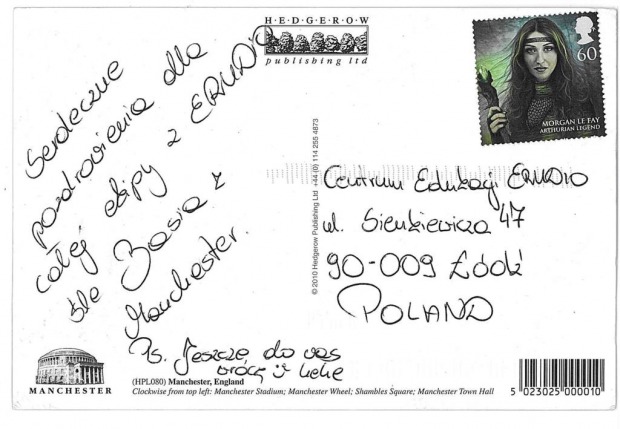 HEDGEROW
publishing ltd
60
MORGAN LE FAY
ARTHURIAN LEGEND
Serdeczne
pozdrowienia dla
całej ekipy z ERUDIO
śle Basia z
Manchester.
Ps. Jeszcze do was
wrócę hehe
© 2010 Hedgerow Publishing Ltd +44 (0) 114 255 4873
Centrum Edukacji ERUDIO
ul. Sienkiewicza 47
90-009 Łódź
POLAND
MANCHESTER
(HPL080) Manchester, England
Clockwise from top left: Manchester Stadium; Manchester Wheel; Shambles Square; Manchester Town Hall
5 023025 000010